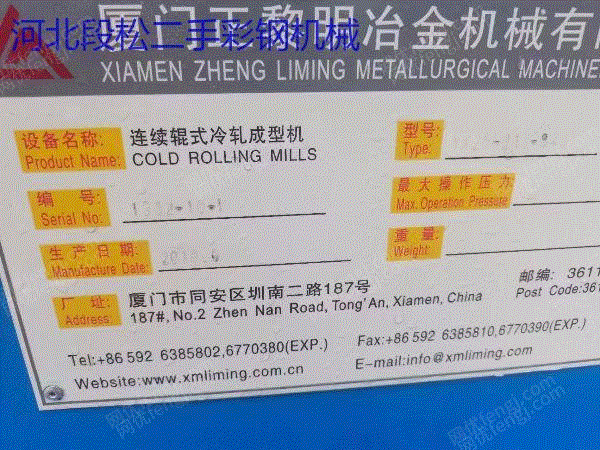 厦门正黎明冶金机械有
河北段松二手彩钢机械
XIAMEN ZHENG LIMING METALLURGICAL MACHINE
设备名称: 连续辊式冷轧成型机 型号:
Product Name: COLD ROLLING MILLS Type:
编 号: 最大操作压力
Serial No: Max. Operation Pressure
生产日期: 重量:
Manufacture Date: Weight:
厂 址: 厦门市同安区圳南二路187号 邮编: 3611
Address: 187#, No.2 Zhen Nan Road, Tong'An, Xiamen, China Post Code:361
Tel:+86 592 6385802,6770380(EXP.) Fax:+86 592 6385810,6770390(EXP.)
Website:www.xmliming.com.cn E-mail:info@xmliming.com